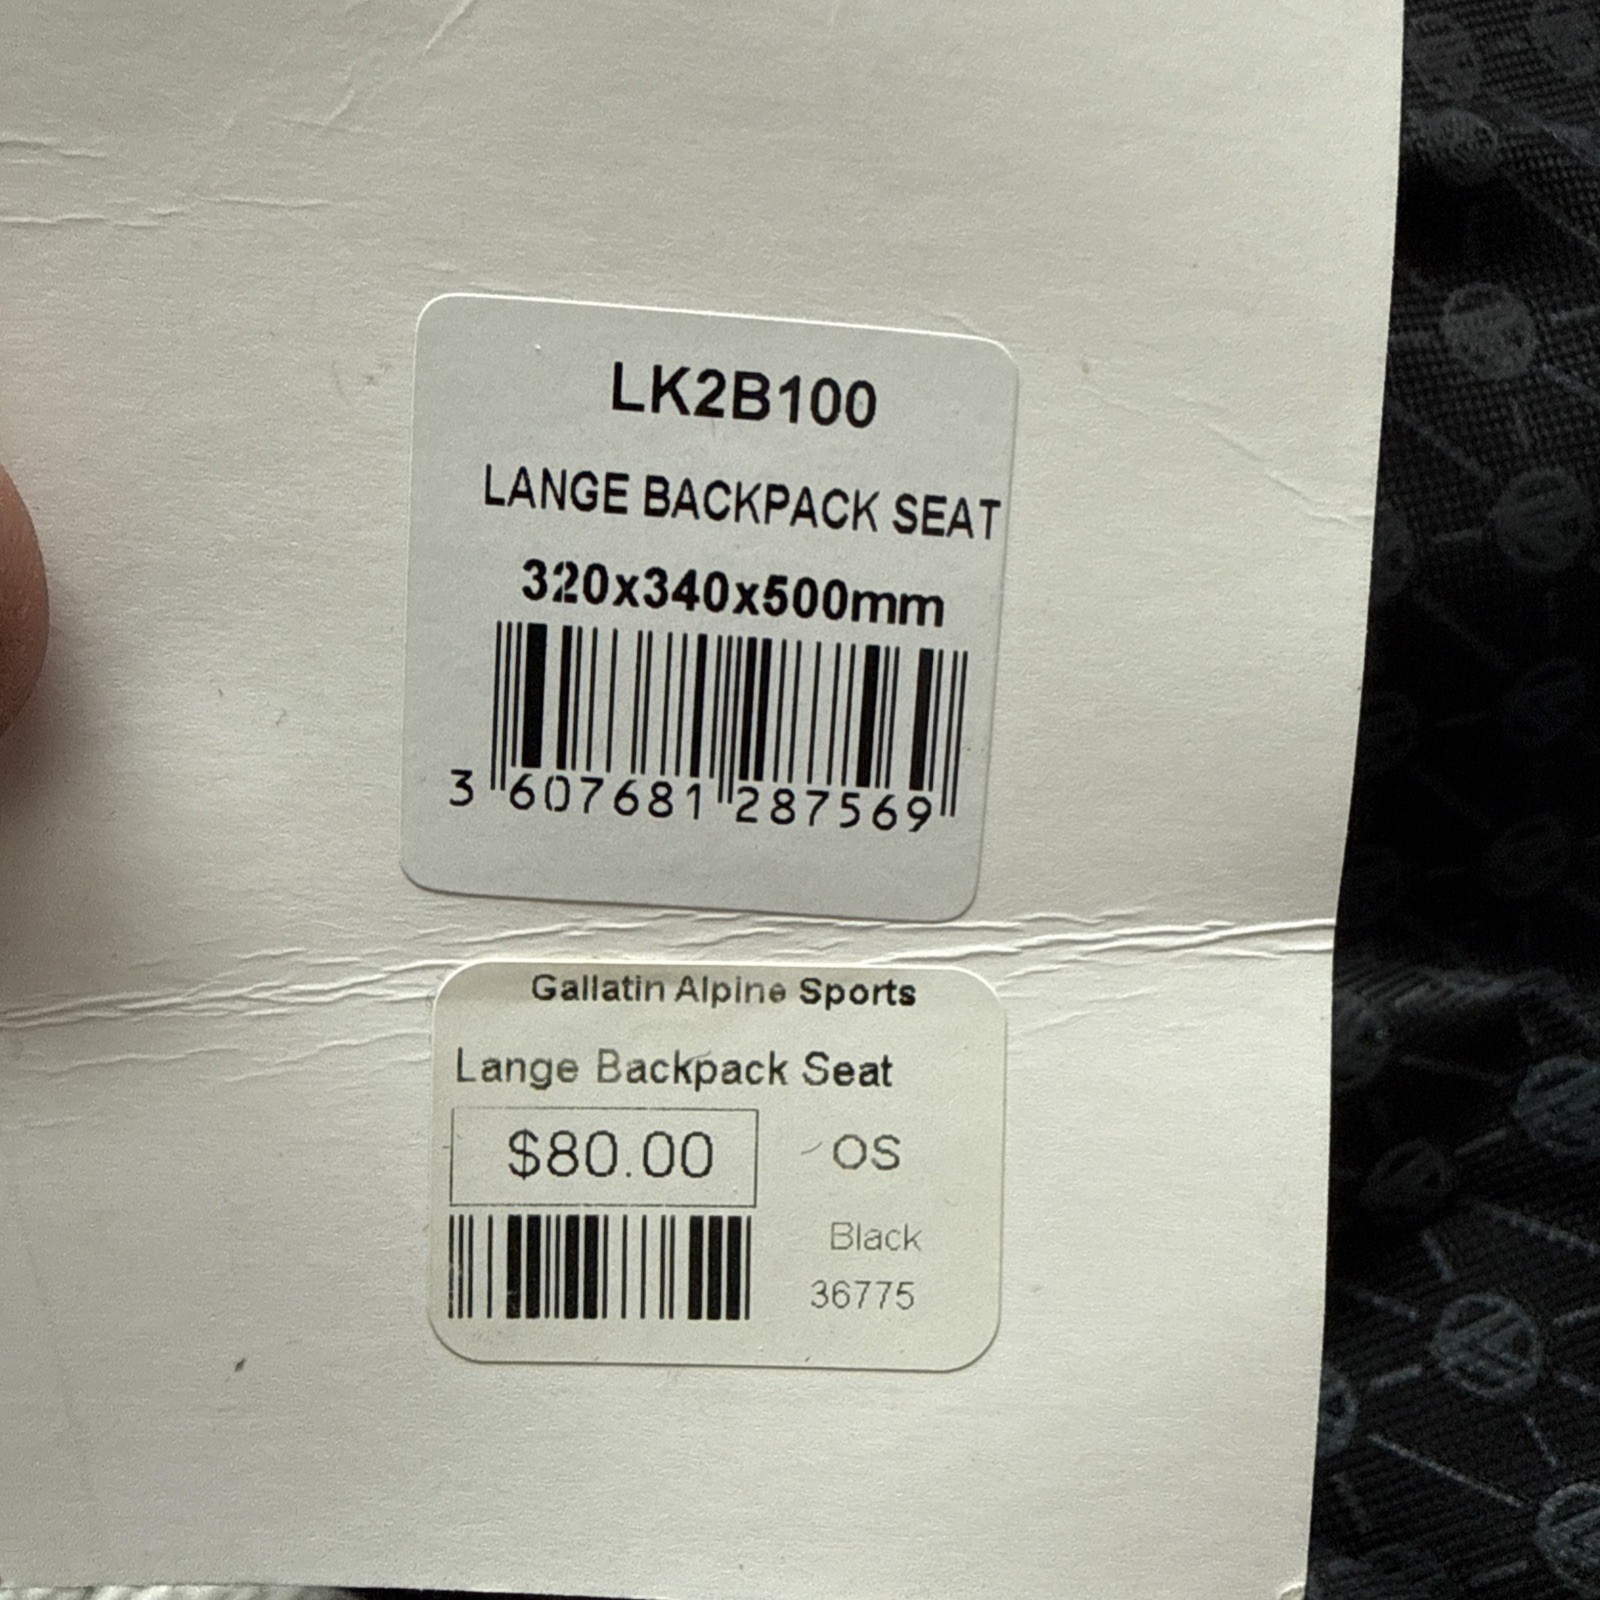 LK2B100
LANGE BACKPACK SEAT
320x340x500mm
3 607681 287569
Gallatin Alpine Sports
Lange Backpack Seat
$80.00 OS
Black
36775